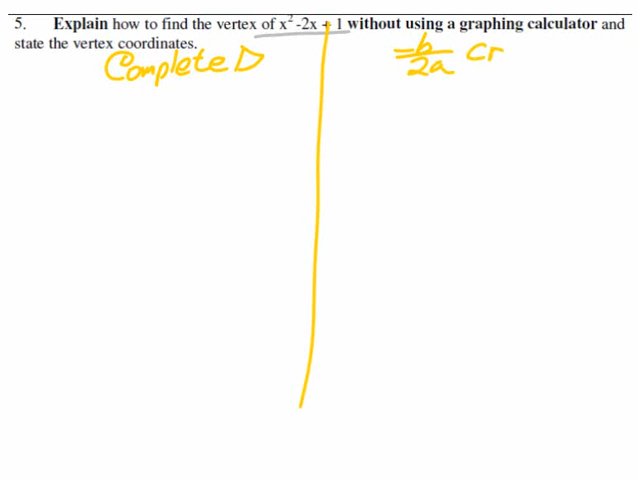 5. Explain how to find the vertex of x² -2x + 1 without using a graphing calculator and
state the vertex coordinates.
Complete
-b/2a